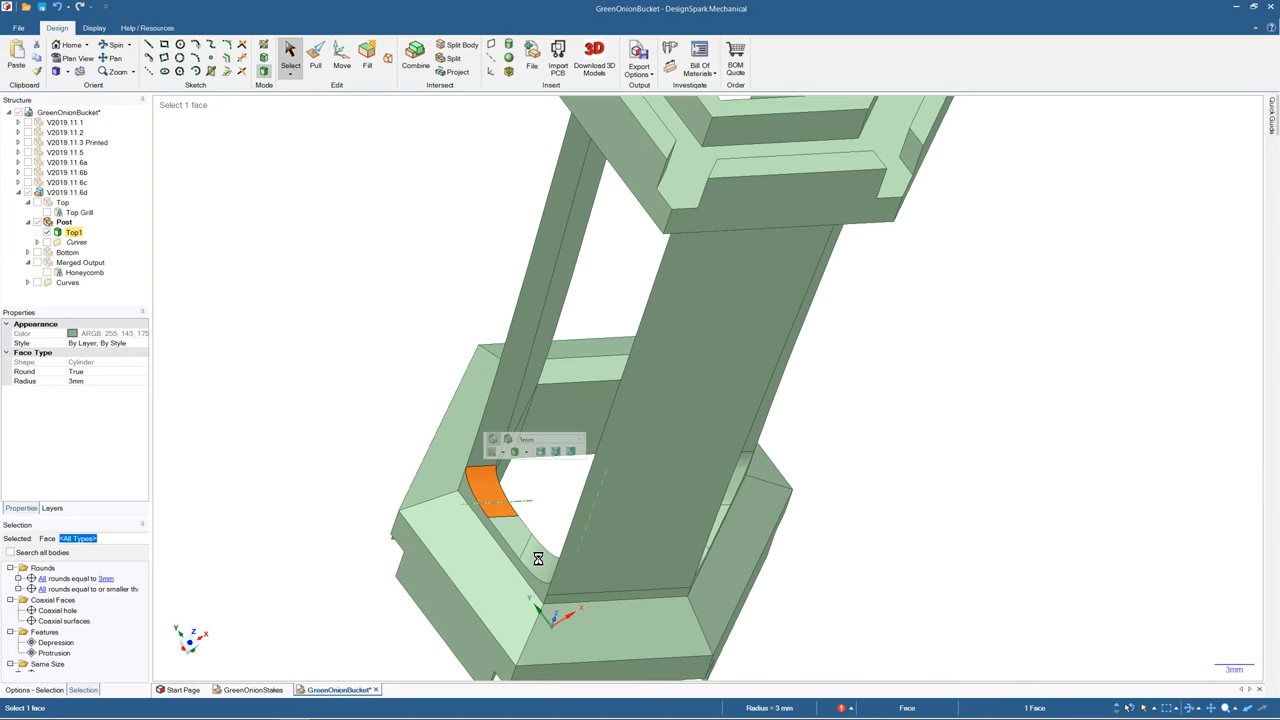 GreenOnionBucket - DesignSpark Mechanical
File Design Display Help / Resources
Home Spin
Plan View Pan
Zoom
Paste
Select Pull Move Fill
Combine
Split Body
Split
Project
File Import PCB Download 3D Models
Export Options
Bill Of Materials
BOM Quote
Clipboard Orient Sketch Mode Edit Intersect Insert Output Investigate Order
Structure
Select 1 face
Quick Guide
GreenOnionBucket*
V2019.11.1
V2019.11.2
V2019.11.3 Printed
V2019.11.5
V2019.11.6a
V2019.11.6b
V2019.11.6c
V2019.11.6d
Top
Top Grill
Post
Top1
Curves
Bottom
Merged Output
Honeycomb
Curves
Properties
Appearance
Color ARGB: 255, 143, 175
Style By Layer, By Style
Face Type
Shape Cylinder
Round True
Radius 3mm
3mm
Properties Layers
Selection
Selected: Face <All Types>
Search all bodies
Rounds
All rounds equal to 3mm
All rounds equal to or smaller th
Coaxial Faces
Coaxial hole
Coaxial surfaces
Features
Depression
Protrusion
Same Size
Y Z X
Y Z X
3mm
Options - Selection Selection
Start Page GreenOnionStakes GreenOnionBucket*
Select 1 face Radius = 3 mm Face 1 Face